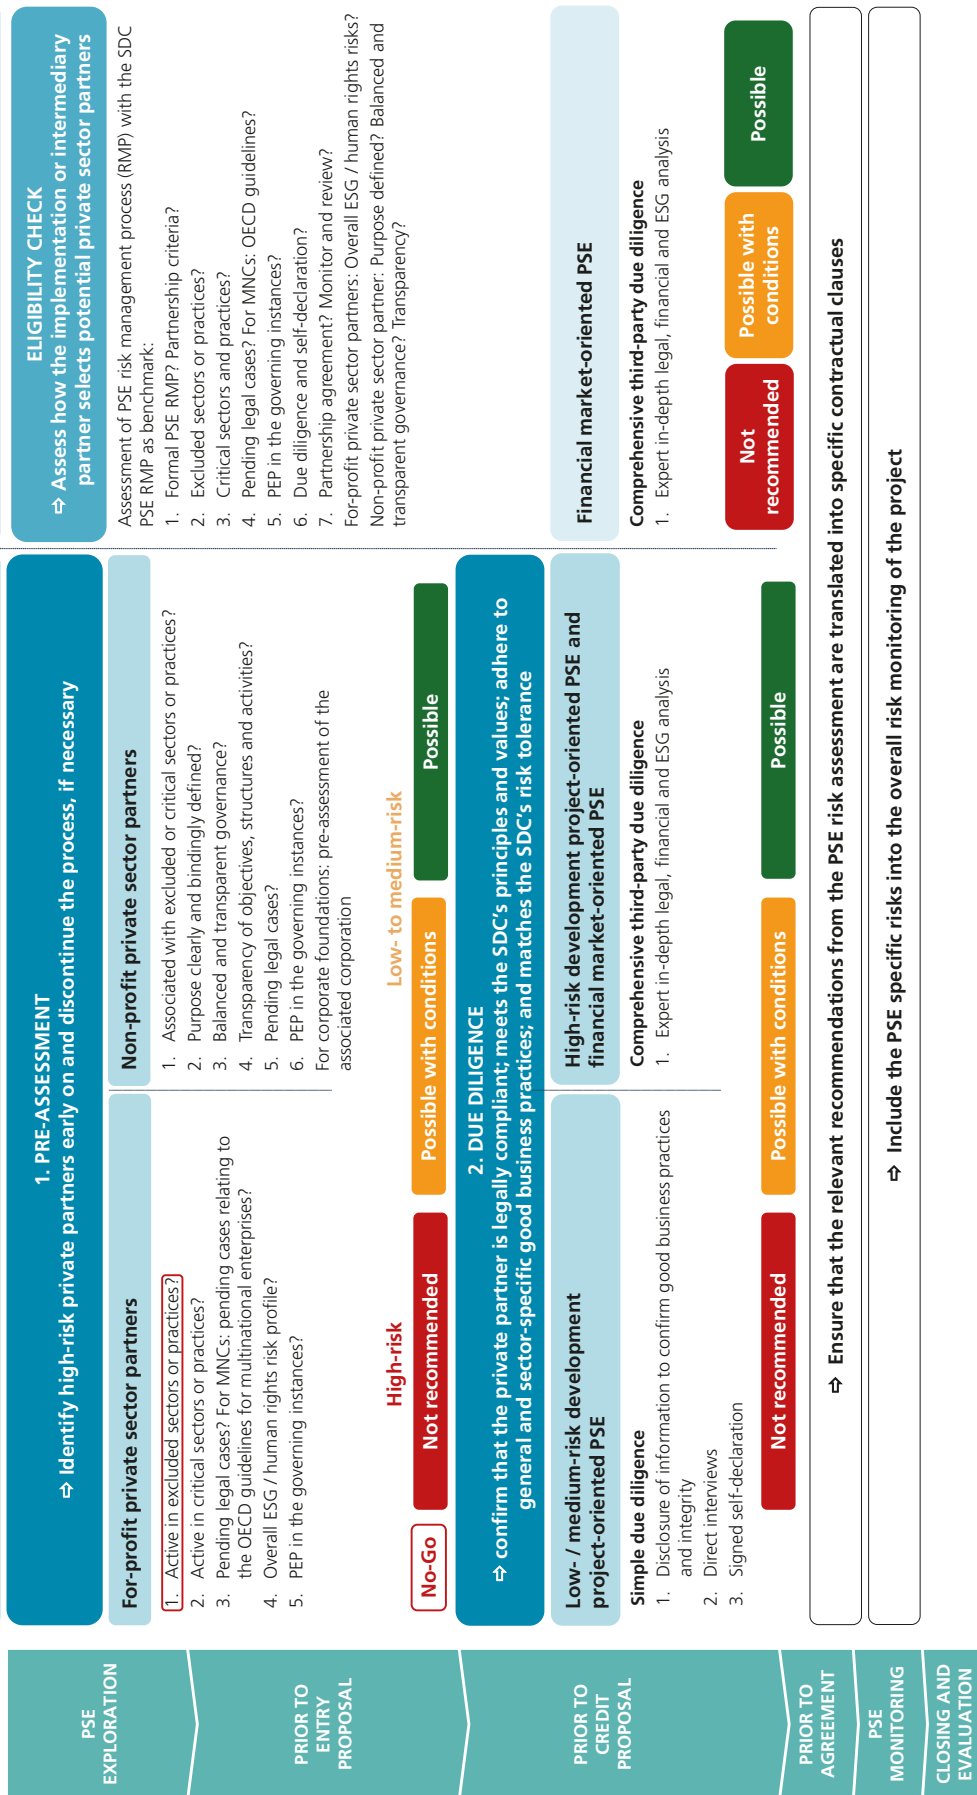 PSE
EXPLORATION
PRIOR TO
ENTRY
PROPOSAL
PRIOR TO
CREDIT
PROPOSAL
PRIOR TO
AGREEMENT
PSE
MONITORING
CLOSING AND
EVALUATION
1. PRE-ASSESSMENT
⇨ Identify high-risk private partners early on and discontinue the process, if necessary
For-profit private sector partners
1. Active in excluded sectors or practices?
2. Active in critical sectors or practices?
3. Pending legal cases? For MNCs: pending cases relating to
the OECD guidelines for multinational enterprises?
4. Overall ESG / human rights risk profile?
5. PEP in the governing instances?
Non-profit private sector partners
1. Associated with excluded or critical sectors or practices?
2. Purpose clearly and bindingly defined?
3. Balanced and transparent governance?
4. Transparency of objectives, structures and activities?
5. Pending legal cases?
6. PEP in the governing instances?
For corporate foundations: pre-assessment of the
associated corporation
High-risk
Low- to medium-risk
No-Go
Not recommended
Possible with conditions
Possible
2. DUE DILIGENCE
⇨ confirm that the private partner is legally compliant; meets the SDC's principles and values; adhere to
general and sector-specific good business practices; and matches the SDC's risk tolerance
Low- / medium-risk development
project-oriented PSE
Simple due diligence
1. Disclosure of information to confirm good business practices
and integrity
2. Direct interviews
3. Signed self-declaration
High-risk development project-oriented PSE and
financial market-oriented PSE
Comprehensive third-party due diligence
1. Expert in-depth legal, financial and ESG analysis
Not recommended
Possible with conditions
Possible
ELIGIBILITY CHECK
⇨ Assess how the implementation or intermediary
partner selects potential private sector partners
Assessment of PSE risk management process (RMP) with the SDC
PSE RMP as benchmark:
1. Formal PSE RMP? Partnership criteria?
2. Excluded sectors or practices?
3. Critical sectors and practices?
4. Pending legal cases? For MNCs: OECD guidelines?
5. PEP in the governing instances?
6. Due diligence and self-declaration?
7. Partnership agreement? Monitor and review?
For-profit private sector partners: Overall ESG / human rights risks?
Non-profit private sector partner: Purpose defined? Balanced and
transparent governance? Transparency?
Financial market-oriented PSE
Comprehensive third-party due diligence
1. Expert in-depth legal, financial and ESG analysis
Not
recommended
Possible with
conditions
Possible
⇨ Ensure that the relevant recommendations from the PSE risk assessment are translated into specific contractual clauses
⇨ Include the PSE specific risks into the overall risk monitoring of the project